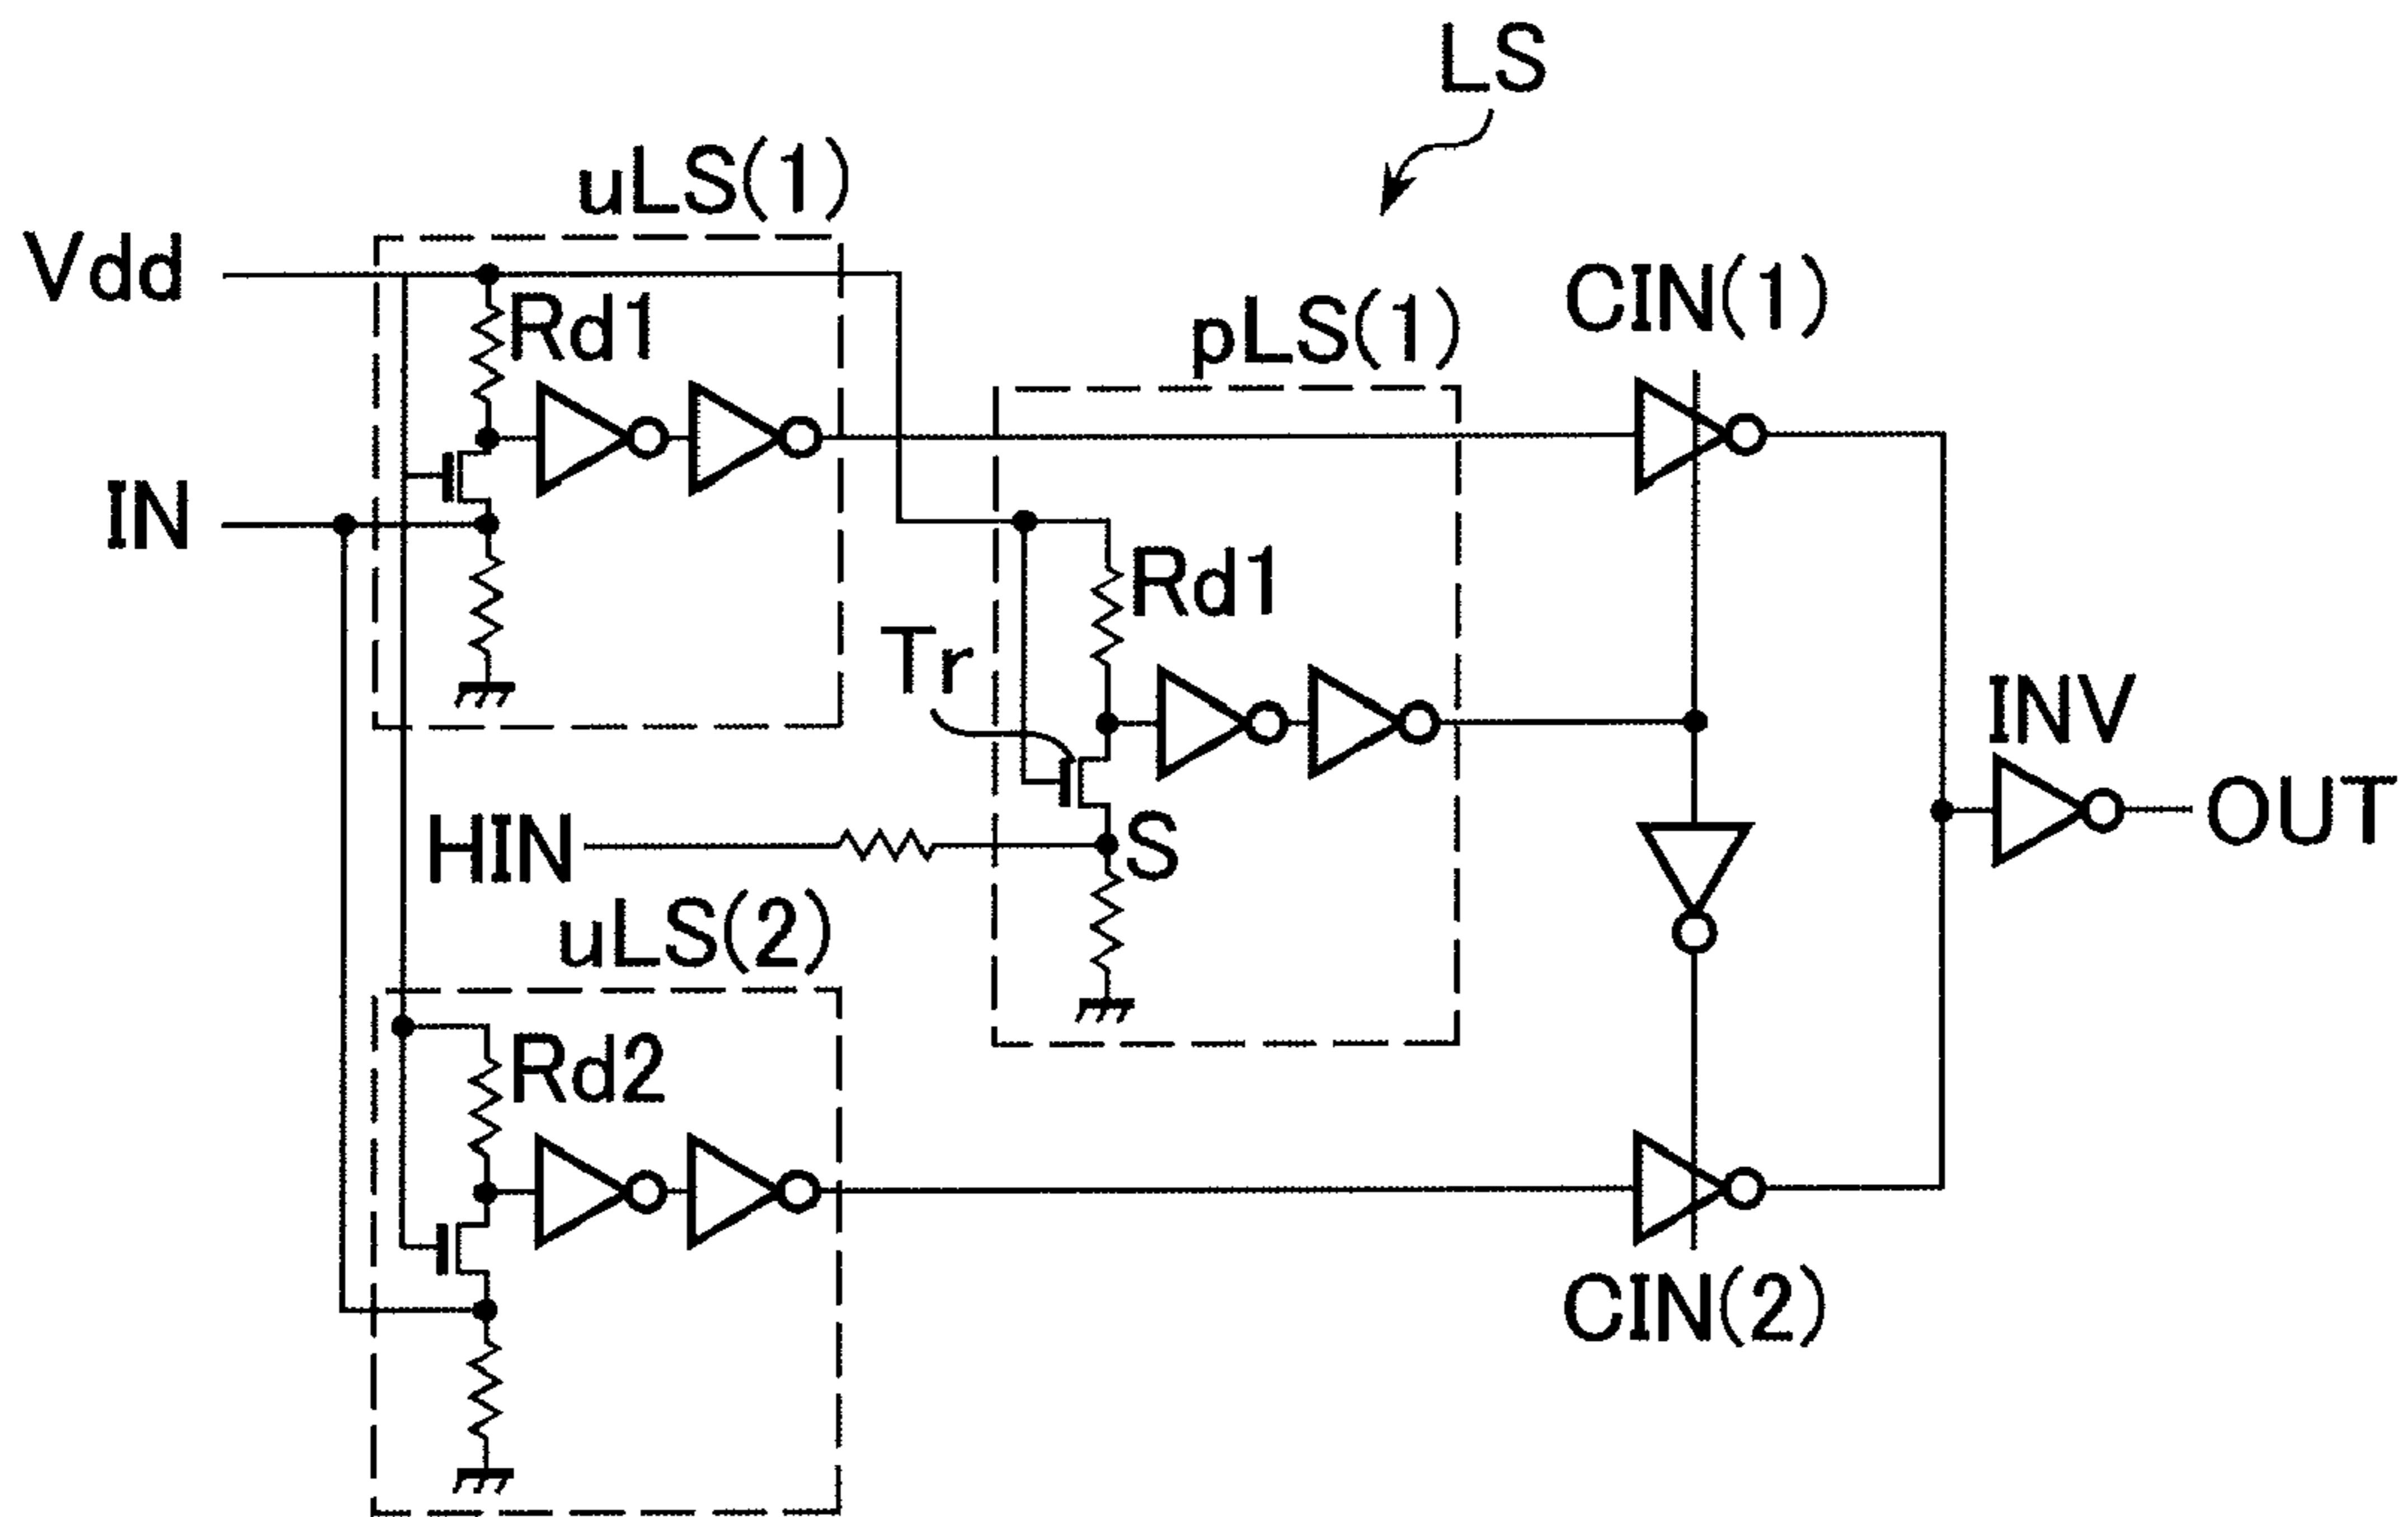 LS
uLS(1)
Vdd
CIN(1)
Rd1
pLS(1)
IN
Rd1
Tr
INV
OUT
HIN
S
uLS(2)
Rd2
CIN(2)